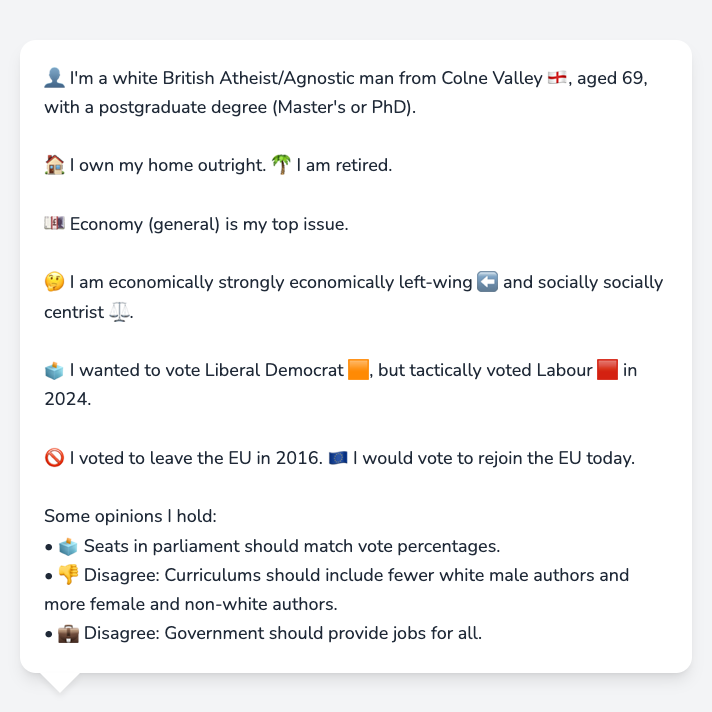 👤 I'm a white British Atheist/Agnostic man from Colne Valley 🏴󠁧󠁢󠁥󠁮󠁧󠁿, aged 69,
with a postgraduate degree (Master's or PhD).
🏠 I own my home outright. 🌴 I am retired.
💷 Economy (general) is my top issue.
🤔 I am economically strongly economically left-wing ⬅️ and socially socially
centrist ⚖️.
🗳️ I wanted to vote Liberal Democrat 🟧, but tactically voted Labour 🟥 in
2024.
🚫 I voted to leave the EU in 2016. 🇪🇺 I would vote to rejoin the EU today.
Some opinions I hold:
• 🗳️ Seats in parliament should match vote percentages.
• 👎 Disagree: Curriculums should include fewer white male authors and
more female and non-white authors.
• 💼 Disagree: Government should provide jobs for all.